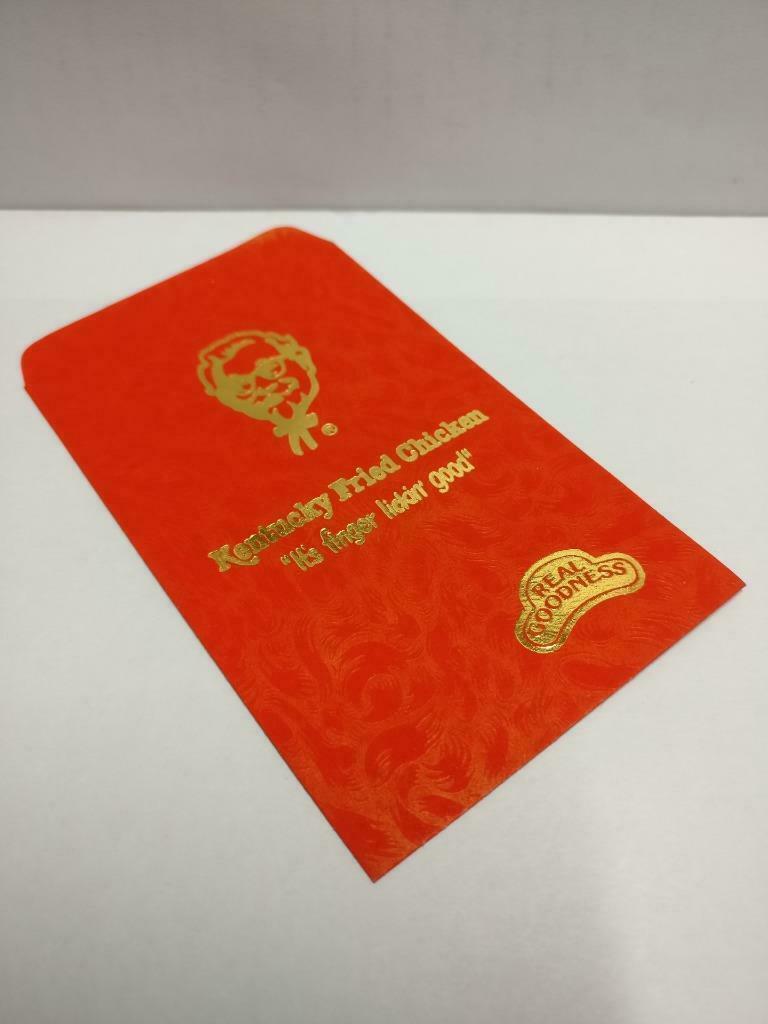 ®
Kentucky Fried Chicken
"It's finger lickin' good"
REAL
GOODNESS